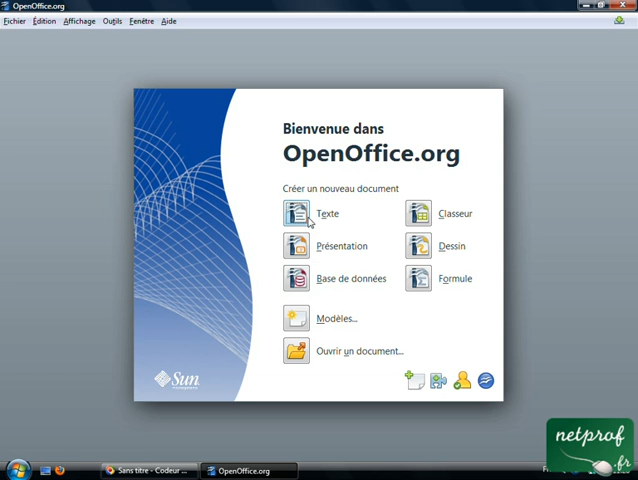 OpenOffice.org
Fichier Édition Affichage Outils Fenêtre Aide
Bienvenue dans
OpenOffice.org
Créer un nouveau document
Texte Classeur
Présentation Dessin
Base de données Formule
Modèles...
Ouvrir un document...
Sun
netprof
.fr
Sans titre - Codeur ... OpenOffice.org